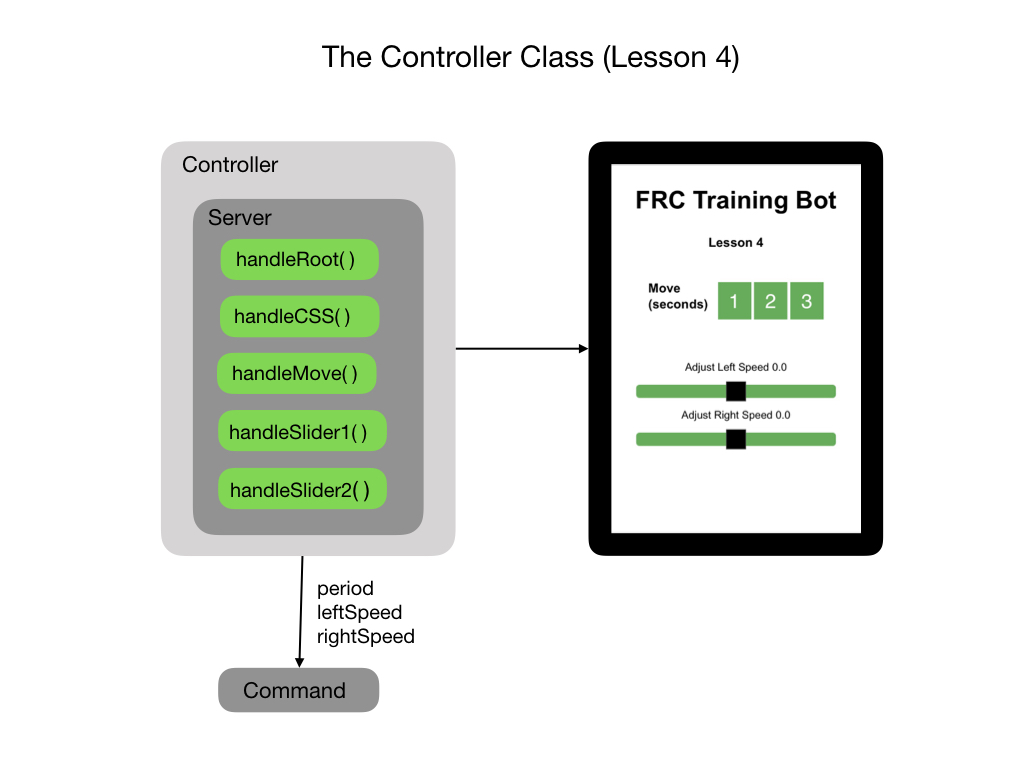 The Controller Class (Lesson 4)
Controller
Server
handleRoot( )
handleCSS( )
handleMove( )
handleSlider1( )
handleSlider2( )
period
leftSpeed
rightSpeed
Command
FRC Training Bot
Lesson 4
Move
(seconds)
1 2 3
Adjust Left Speed 0.0
Adjust Right Speed 0.0